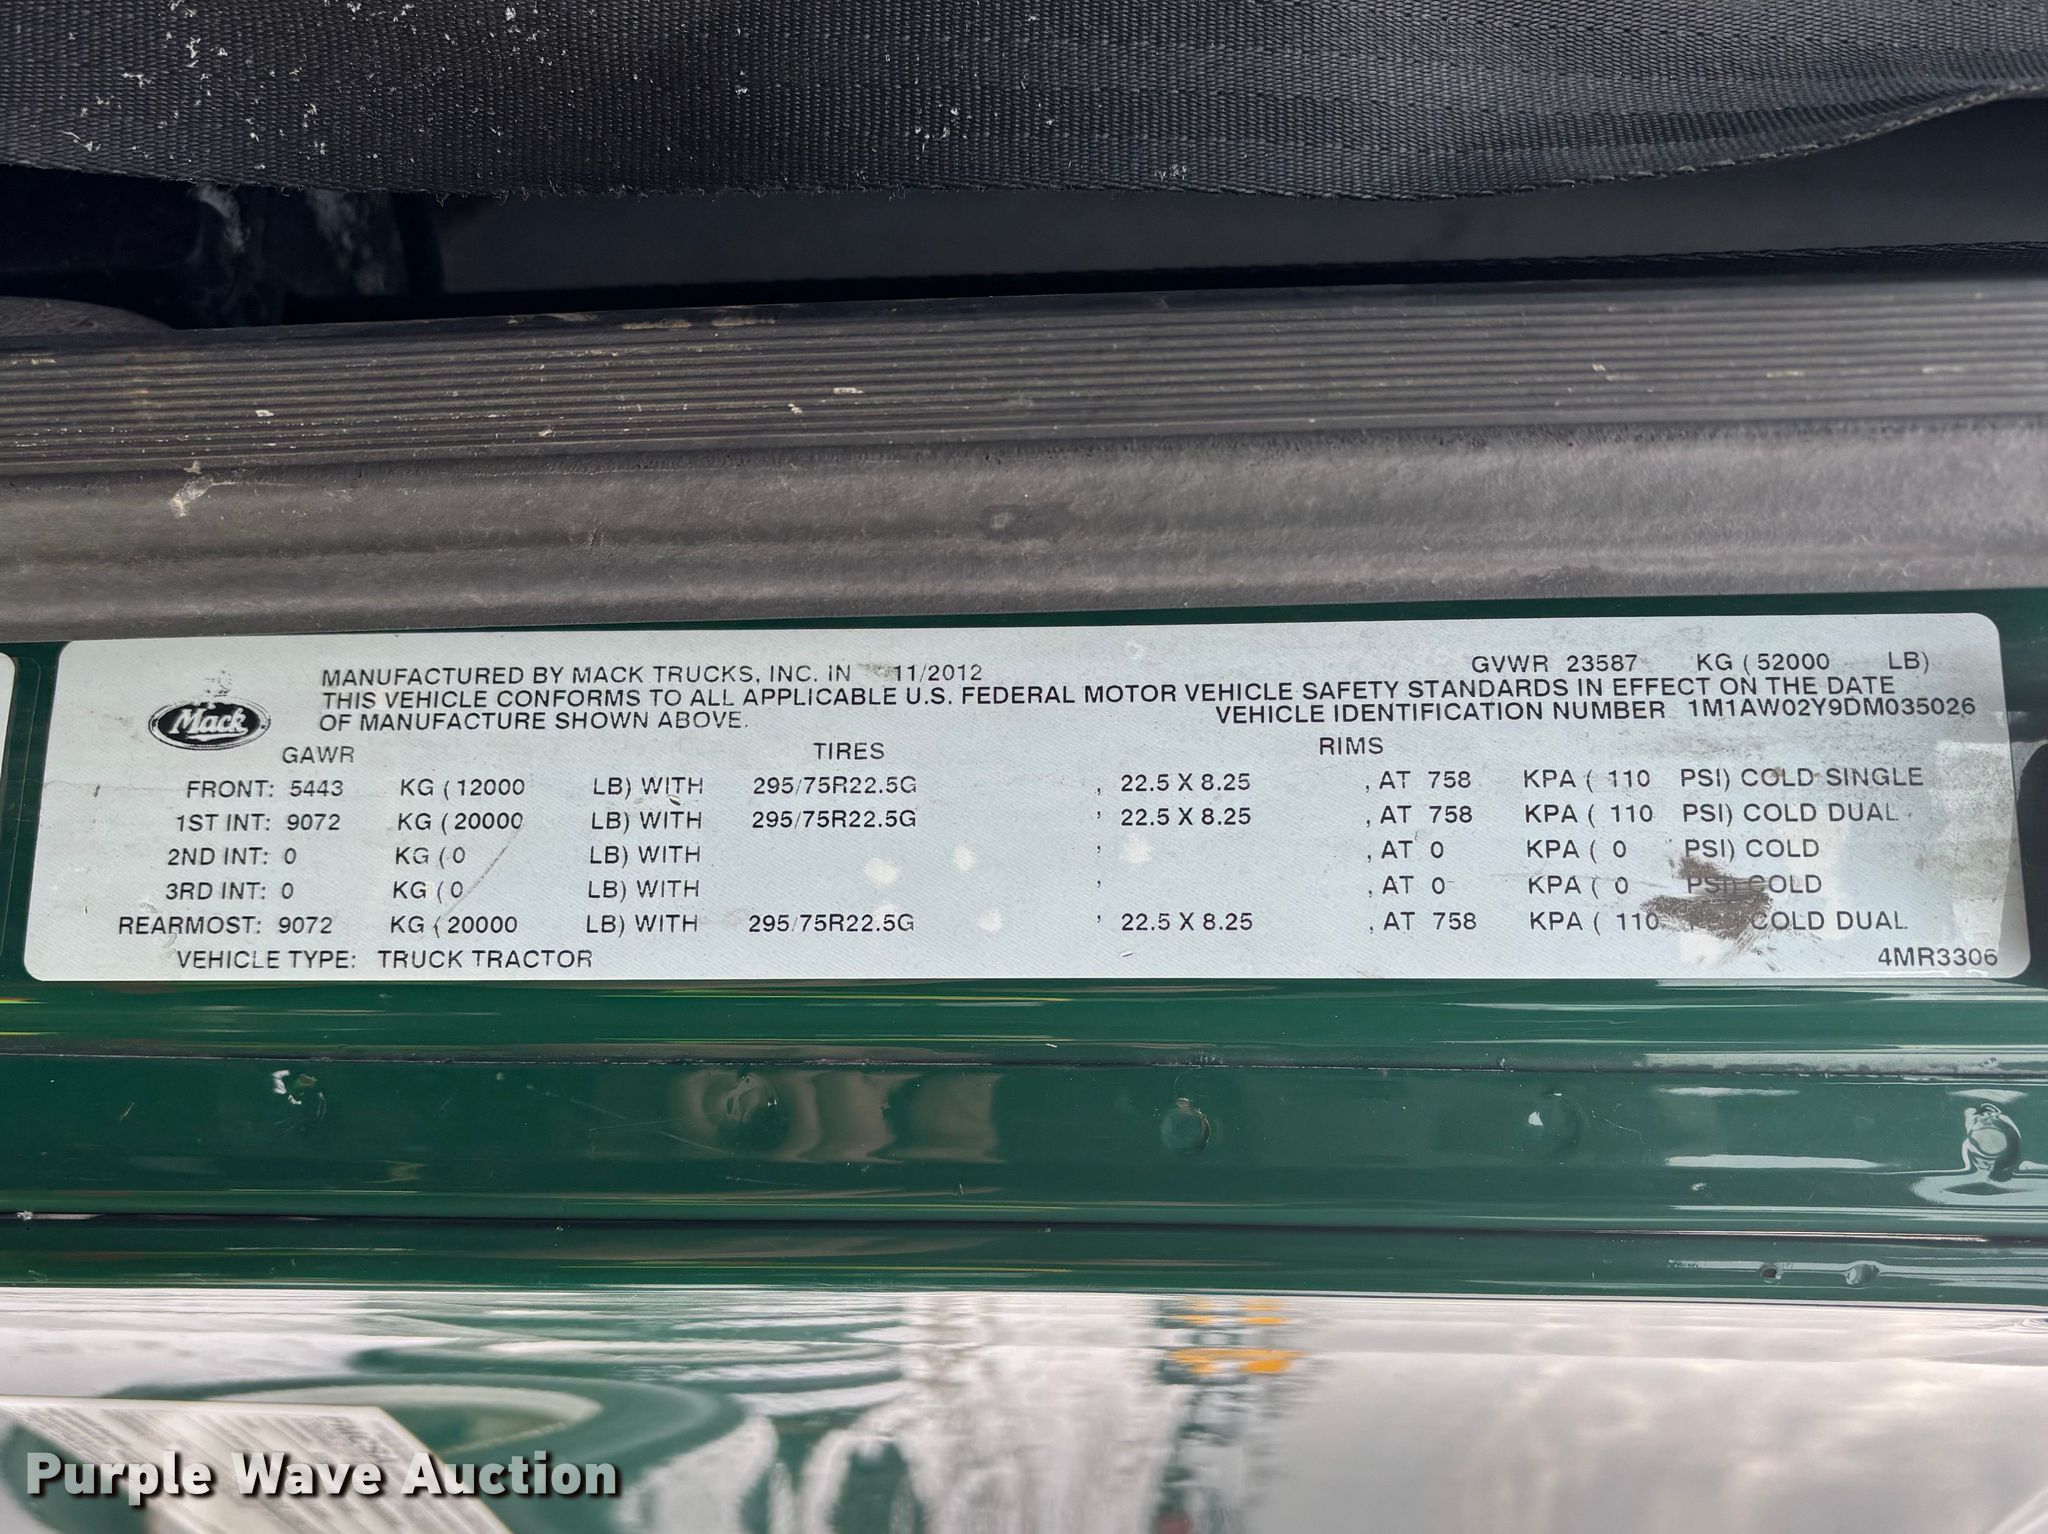 MANUFACTURED BY MACK TRUCKS, INC. IN 11/2012 GVWR 23587 KG ( 52000 LB)
THIS VEHICLE CONFORMS TO ALL APPLICABLE U.S. FEDERAL MOTOR VEHICLE SAFETY STANDARDS IN EFFECT ON THE DATE
OF MANUFACTURE SHOWN ABOVE. VEHICLE IDENTIFICATION NUMBER 1M1AW02Y9DM035026
Mack
GAWR TIRES RIMS
FRONT: 5443 KG ( 12000 LB) WITH 295/75R22.5G , 22.5 X 8.25 , AT 758 KPA ( 110 PSI) COLD SINGLE
1ST INT: 9072 KG ( 20000 LB) WITH 295/75R22.5G , 22.5 X 8.25 , AT 758 KPA ( 110 PSI) COLD DUAL
2ND INT: 0 KG ( 0 LB) WITH , , AT 0 KPA ( 0 PSI) COLD
3RD INT: 0 KG ( 0 LB) WITH , , AT 0 KPA ( 0 PSI) COLD
REARMOST: 9072 KG ( 20000 LB) WITH 295/75R22.5G , 22.5 X 8.25 , AT 758 KPA ( 110 COLD DUAL
VEHICLE TYPE: TRUCK TRACTOR 4MR3306
Purple Wave Auction